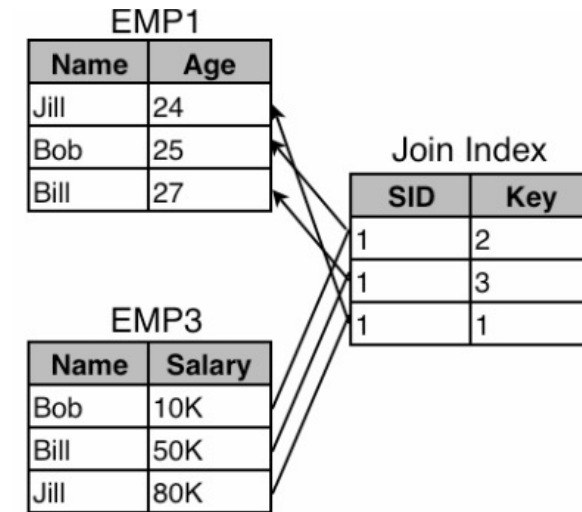 EMP1
Name Age
Jill 24
Bob 25
Bill 27
Join Index
SID Key
1 2
1 3
1 1
EMP3
Name Salary
Bob 10K
Bill 50K
Jill 80K